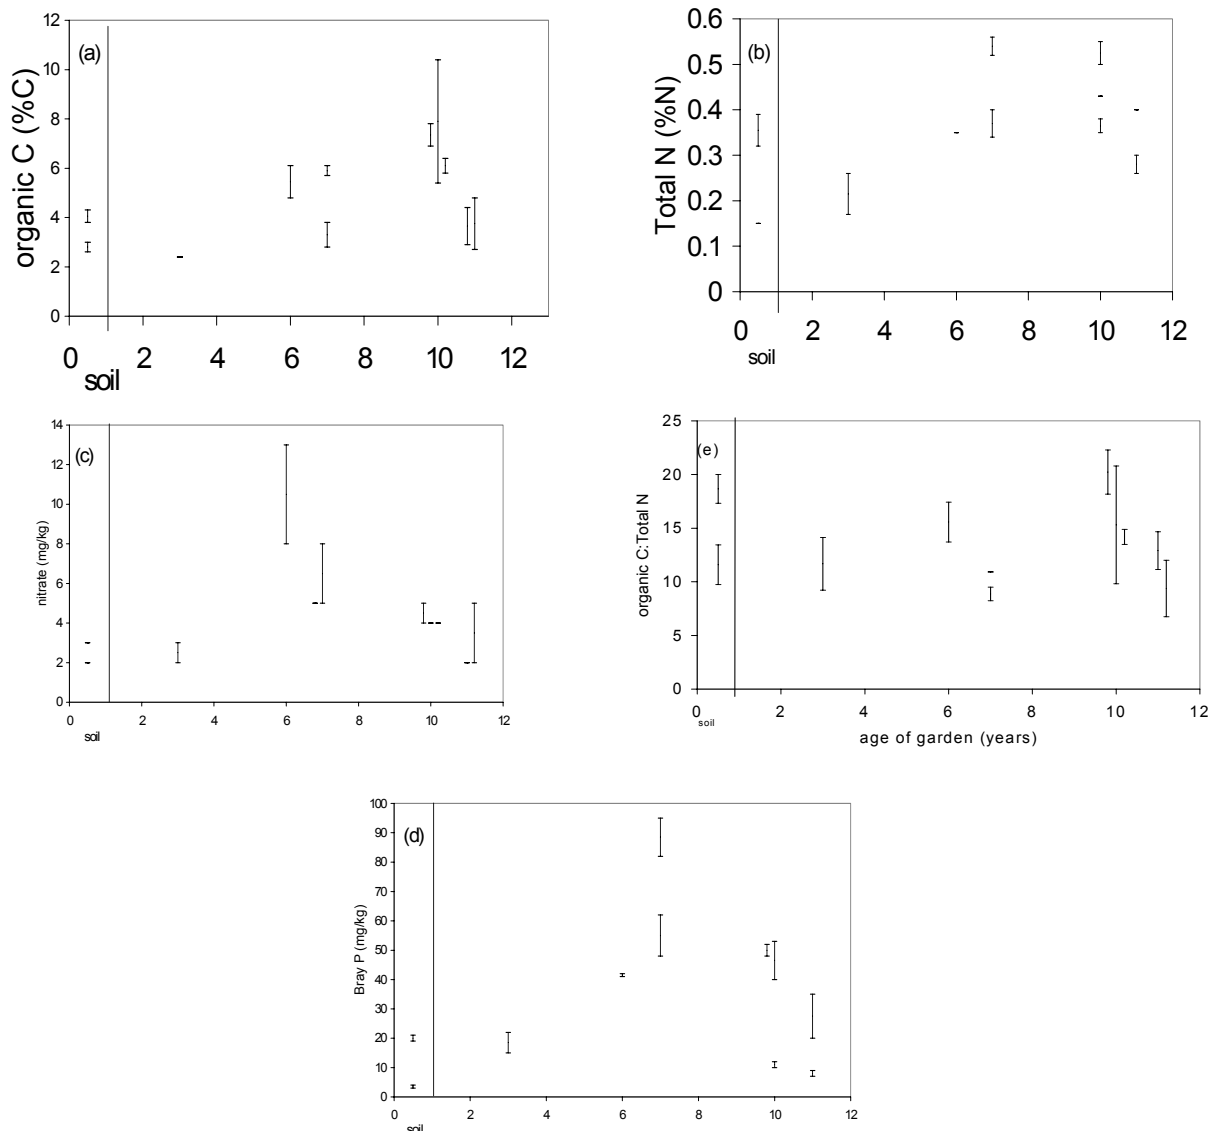 (a)
organic C (%C)
12
10
8
6
4
2
0
0 2 4 6 8 10 12
soil
(b)
Total N (%N)
0.6
0.5
0.4
0.3
0.2
0.1
0
0 2 4 6 8 10 12
soil
(c)
nitrate (mg/kg)
14
12
10
8
6
4
2
0
0 2 4 6 8 10 12
soil
(e)
organic C:Total N
25
20
15
10
5
0
0 2 4 6 8 10 12
soil
age of garden (years)
(d)
Bray P (mg/kg)
100
90
80
70
60
50
40
30
20
10
0
0 2 4 6 8 10 12
soil